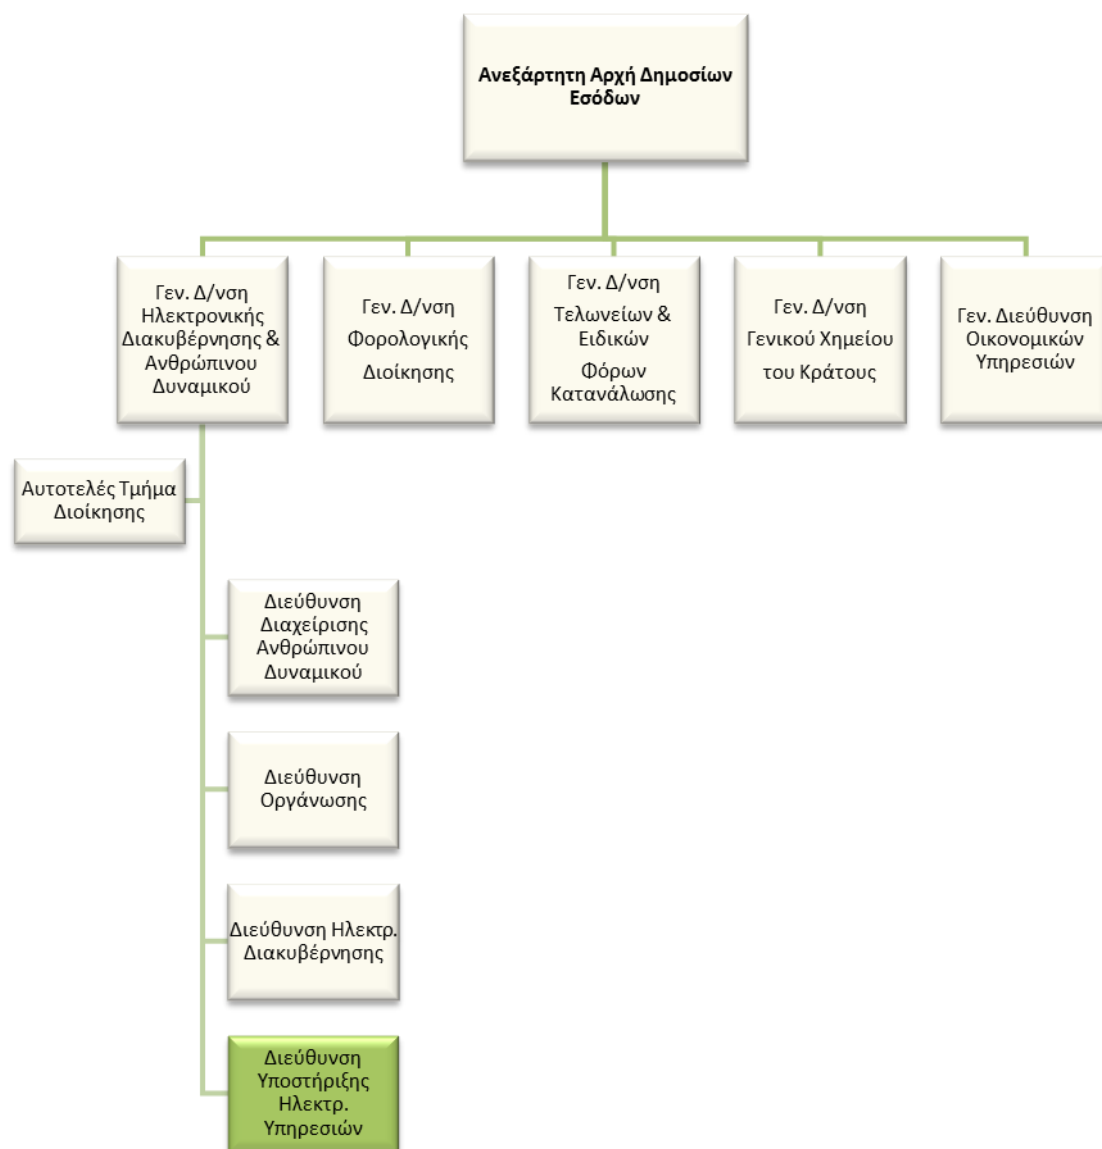 Ανεξάρτητη Αρχή Δημοσίων
Εσόδων
Γεν. Δ/νση
Ηλεκτρονικής
Διακυβέρνησης &
Ανθρώπινου
Δυναμικού
Γεν. Δ/νση
Φορολογικής
Διοίκησης
Γεν. Δ/νση
Τελωνείων &
Ειδικών
Φόρων
Κατανάλωσης
Γεν. Δ/νση
Γενικού Χημείου
του Κράτους
Γεν. Διεύθυνση
Οικονομικών
Υπηρεσιών
Αυτοτελές Τμήμα
Διοίκησης
Διεύθυνση
Διαχείρισης
Ανθρώπινου
Δυναμικού
Διεύθυνση
Οργάνωσης
Διεύθυνση Ηλεκτρ.
Διακυβέρνησης
Διεύθυνση
Υποστήριξης
Ηλεκτρ.
Υπηρεσιών